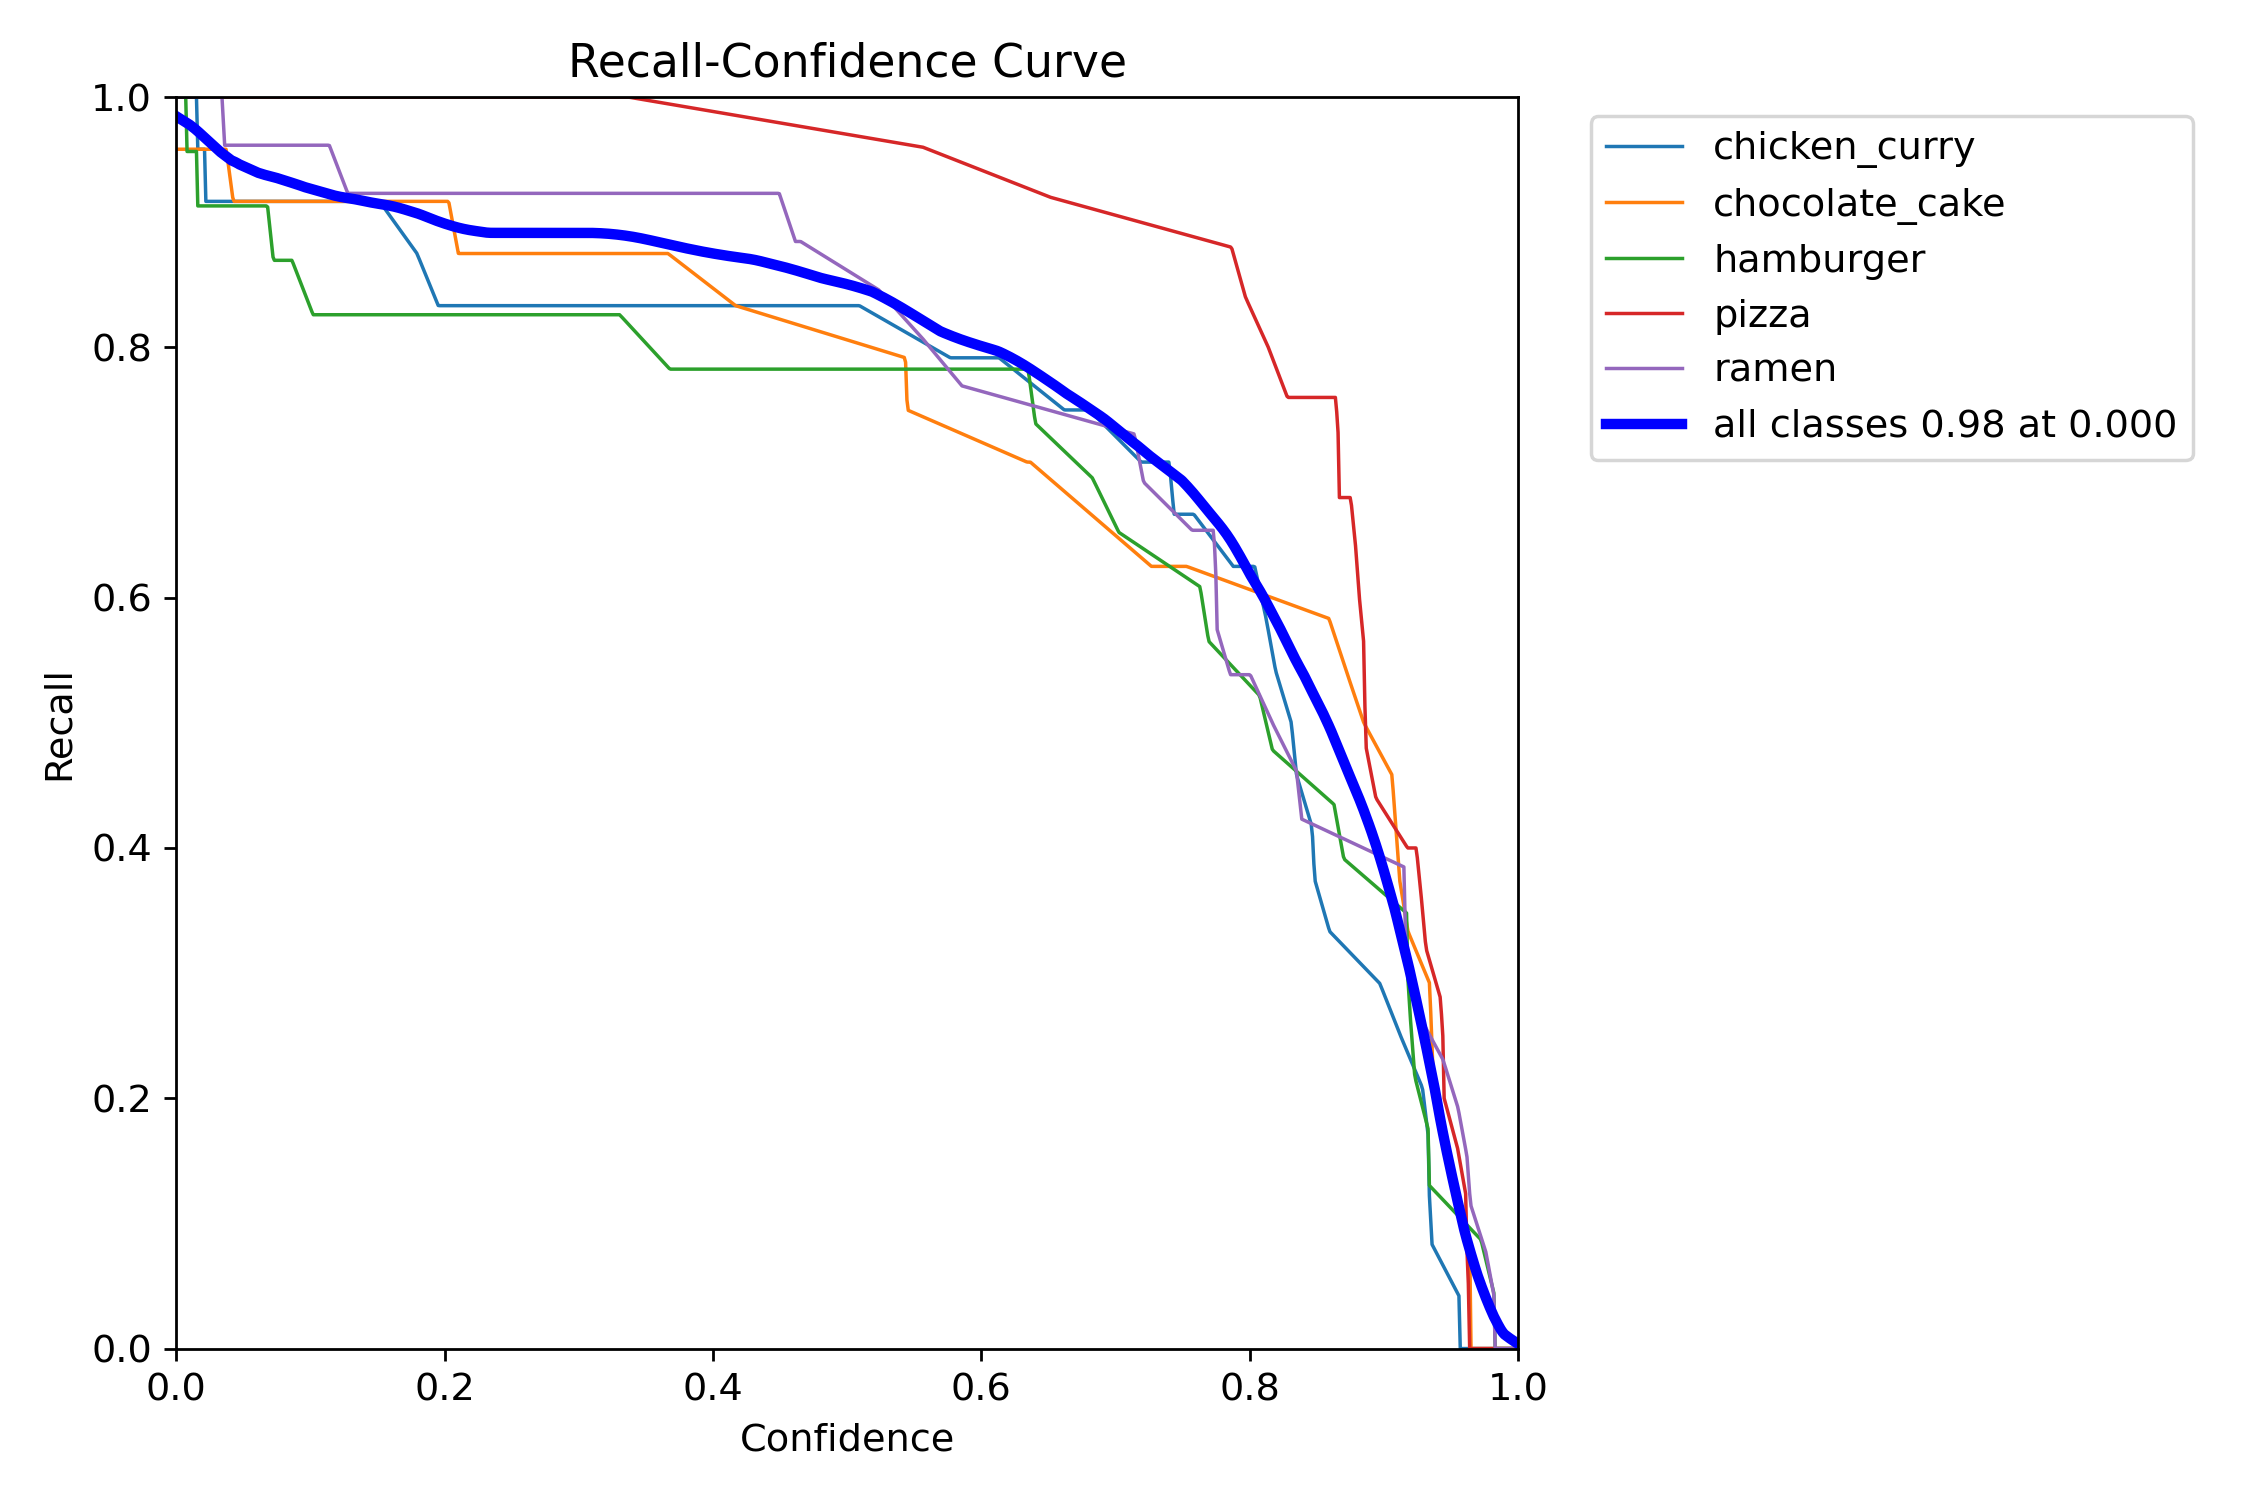 Recall-Confidence Curve
1.0
0.8
0.6
0.4
0.2
0.0
Recall
0.0 0.2 0.4 0.6 0.8 1.0
Confidence
chicken_curry
chocolate_cake
hamburger
pizza
ramen
all classes 0.98 at 0.000